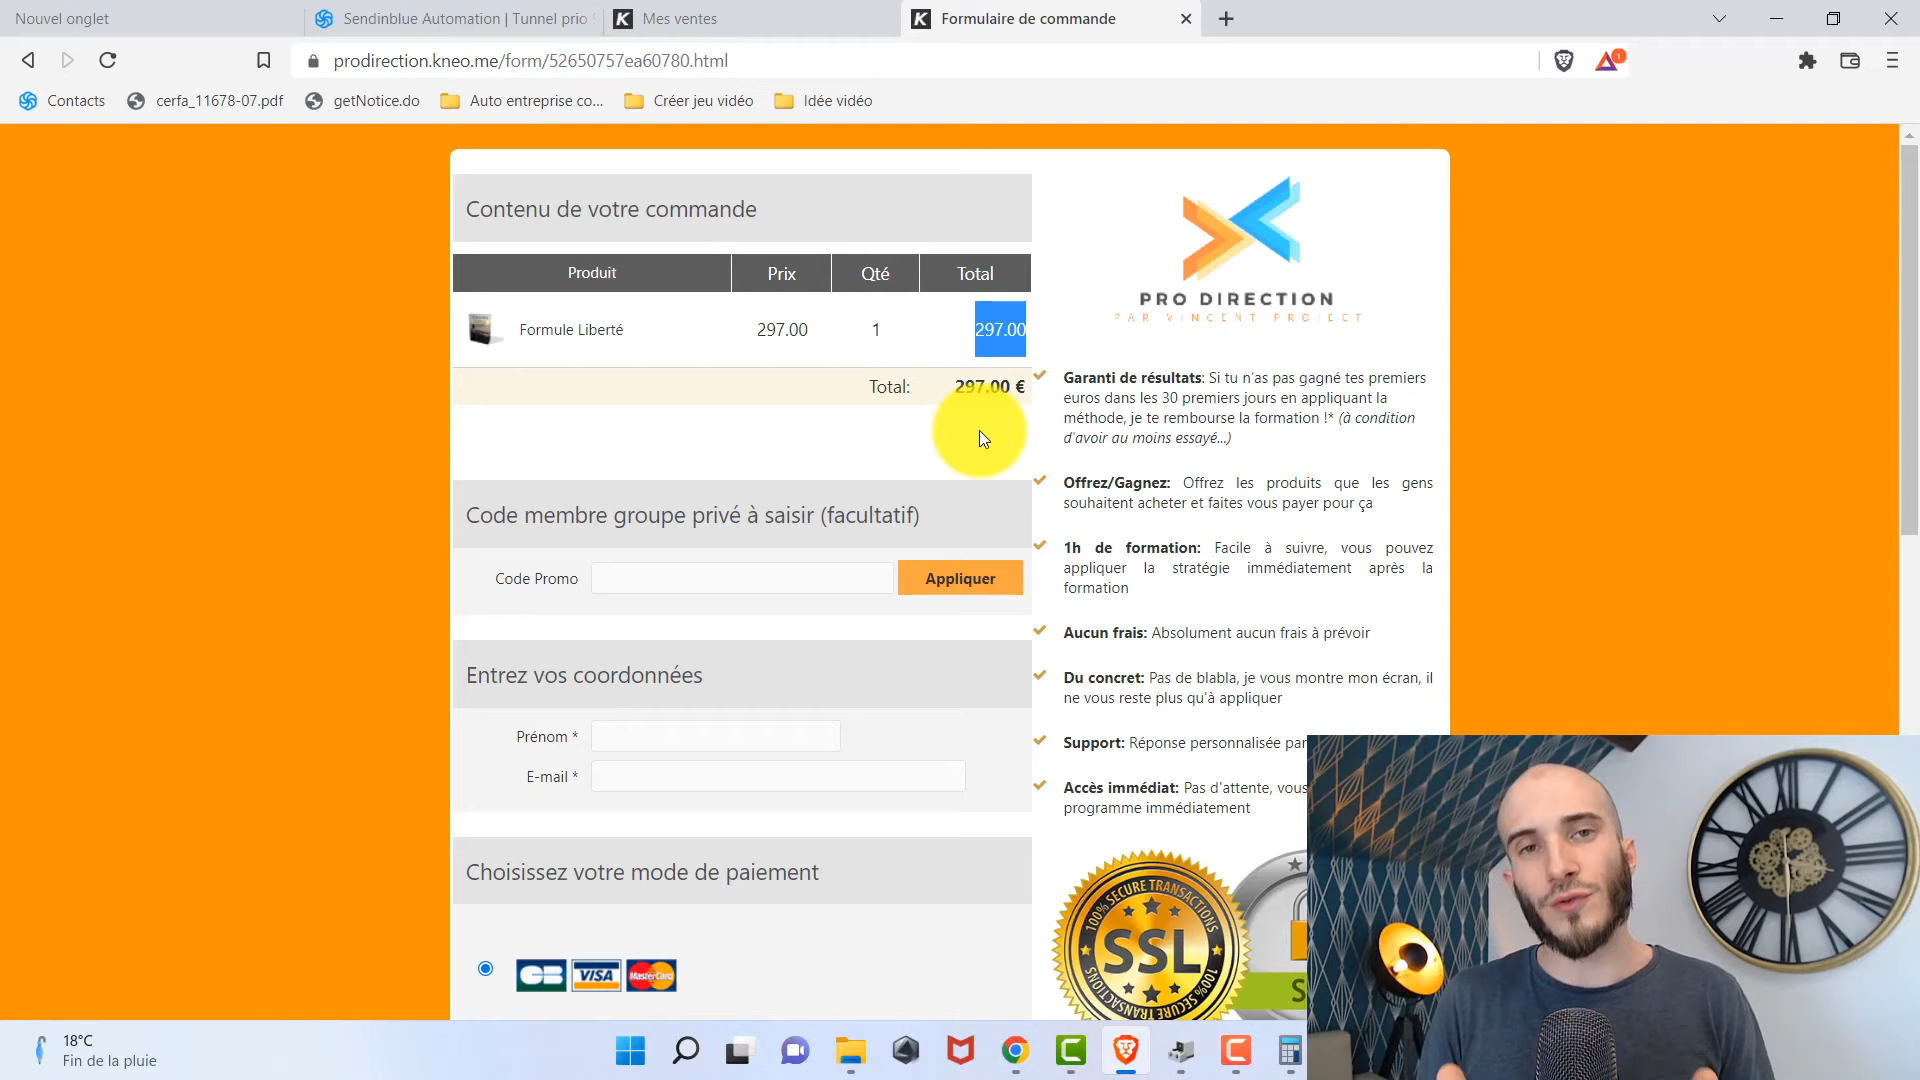 Nouvel onglet
Sendinblue Automation | Tunnel prio
Mes ventes
Formulaire de commande
prodirection.kneo.me/form/52650757ea60780.html
1
Contacts
cerfa_11678-07.pdf
getNotice.do
Auto entreprise co...
Créer jeu vidéo
Idée vidéo
Contenu de votre commande
Produit Prix Qté Total
Formule Liberté 297.00 1 297.00
Total: 297.00 €
Code membre groupe privé à saisir (facultatif)
Code Promo
Appliquer
Entrez vos coordonnées
Prénom *
E-mail *
Choisissez votre mode de paiement
CB VISA MasterCard
PRO DIRECTION
PAR VINCENT PROJECT
Garanti de résultats: Si tu n'as pas gagné tes premiers
euros dans les 30 premiers jours en appliquant la
méthode, je te rembourse la formation !* (à condition
d'avoir au moins essayé...)
Offrez/Gagnez: Offrez les produits que les gens
souhaitent acheter et faites vous payer pour ça
1h de formation: Facile à suivre, vous pouvez
appliquer la stratégie immédiatement après la
formation
Aucun frais: Absolument aucun frais à prévoir
Du concret: Pas de blabla, je vous montre mon écran, il
ne vous reste plus qu'à appliquer
Support: Réponse personnalisée par
Accès immédiat: Pas d'attente, vous
programme immédiatement
100% SECURE TRANSACTIONS
SSL
100% SECURE TRANSACTIONS
S
18°C
Fin de la pluie